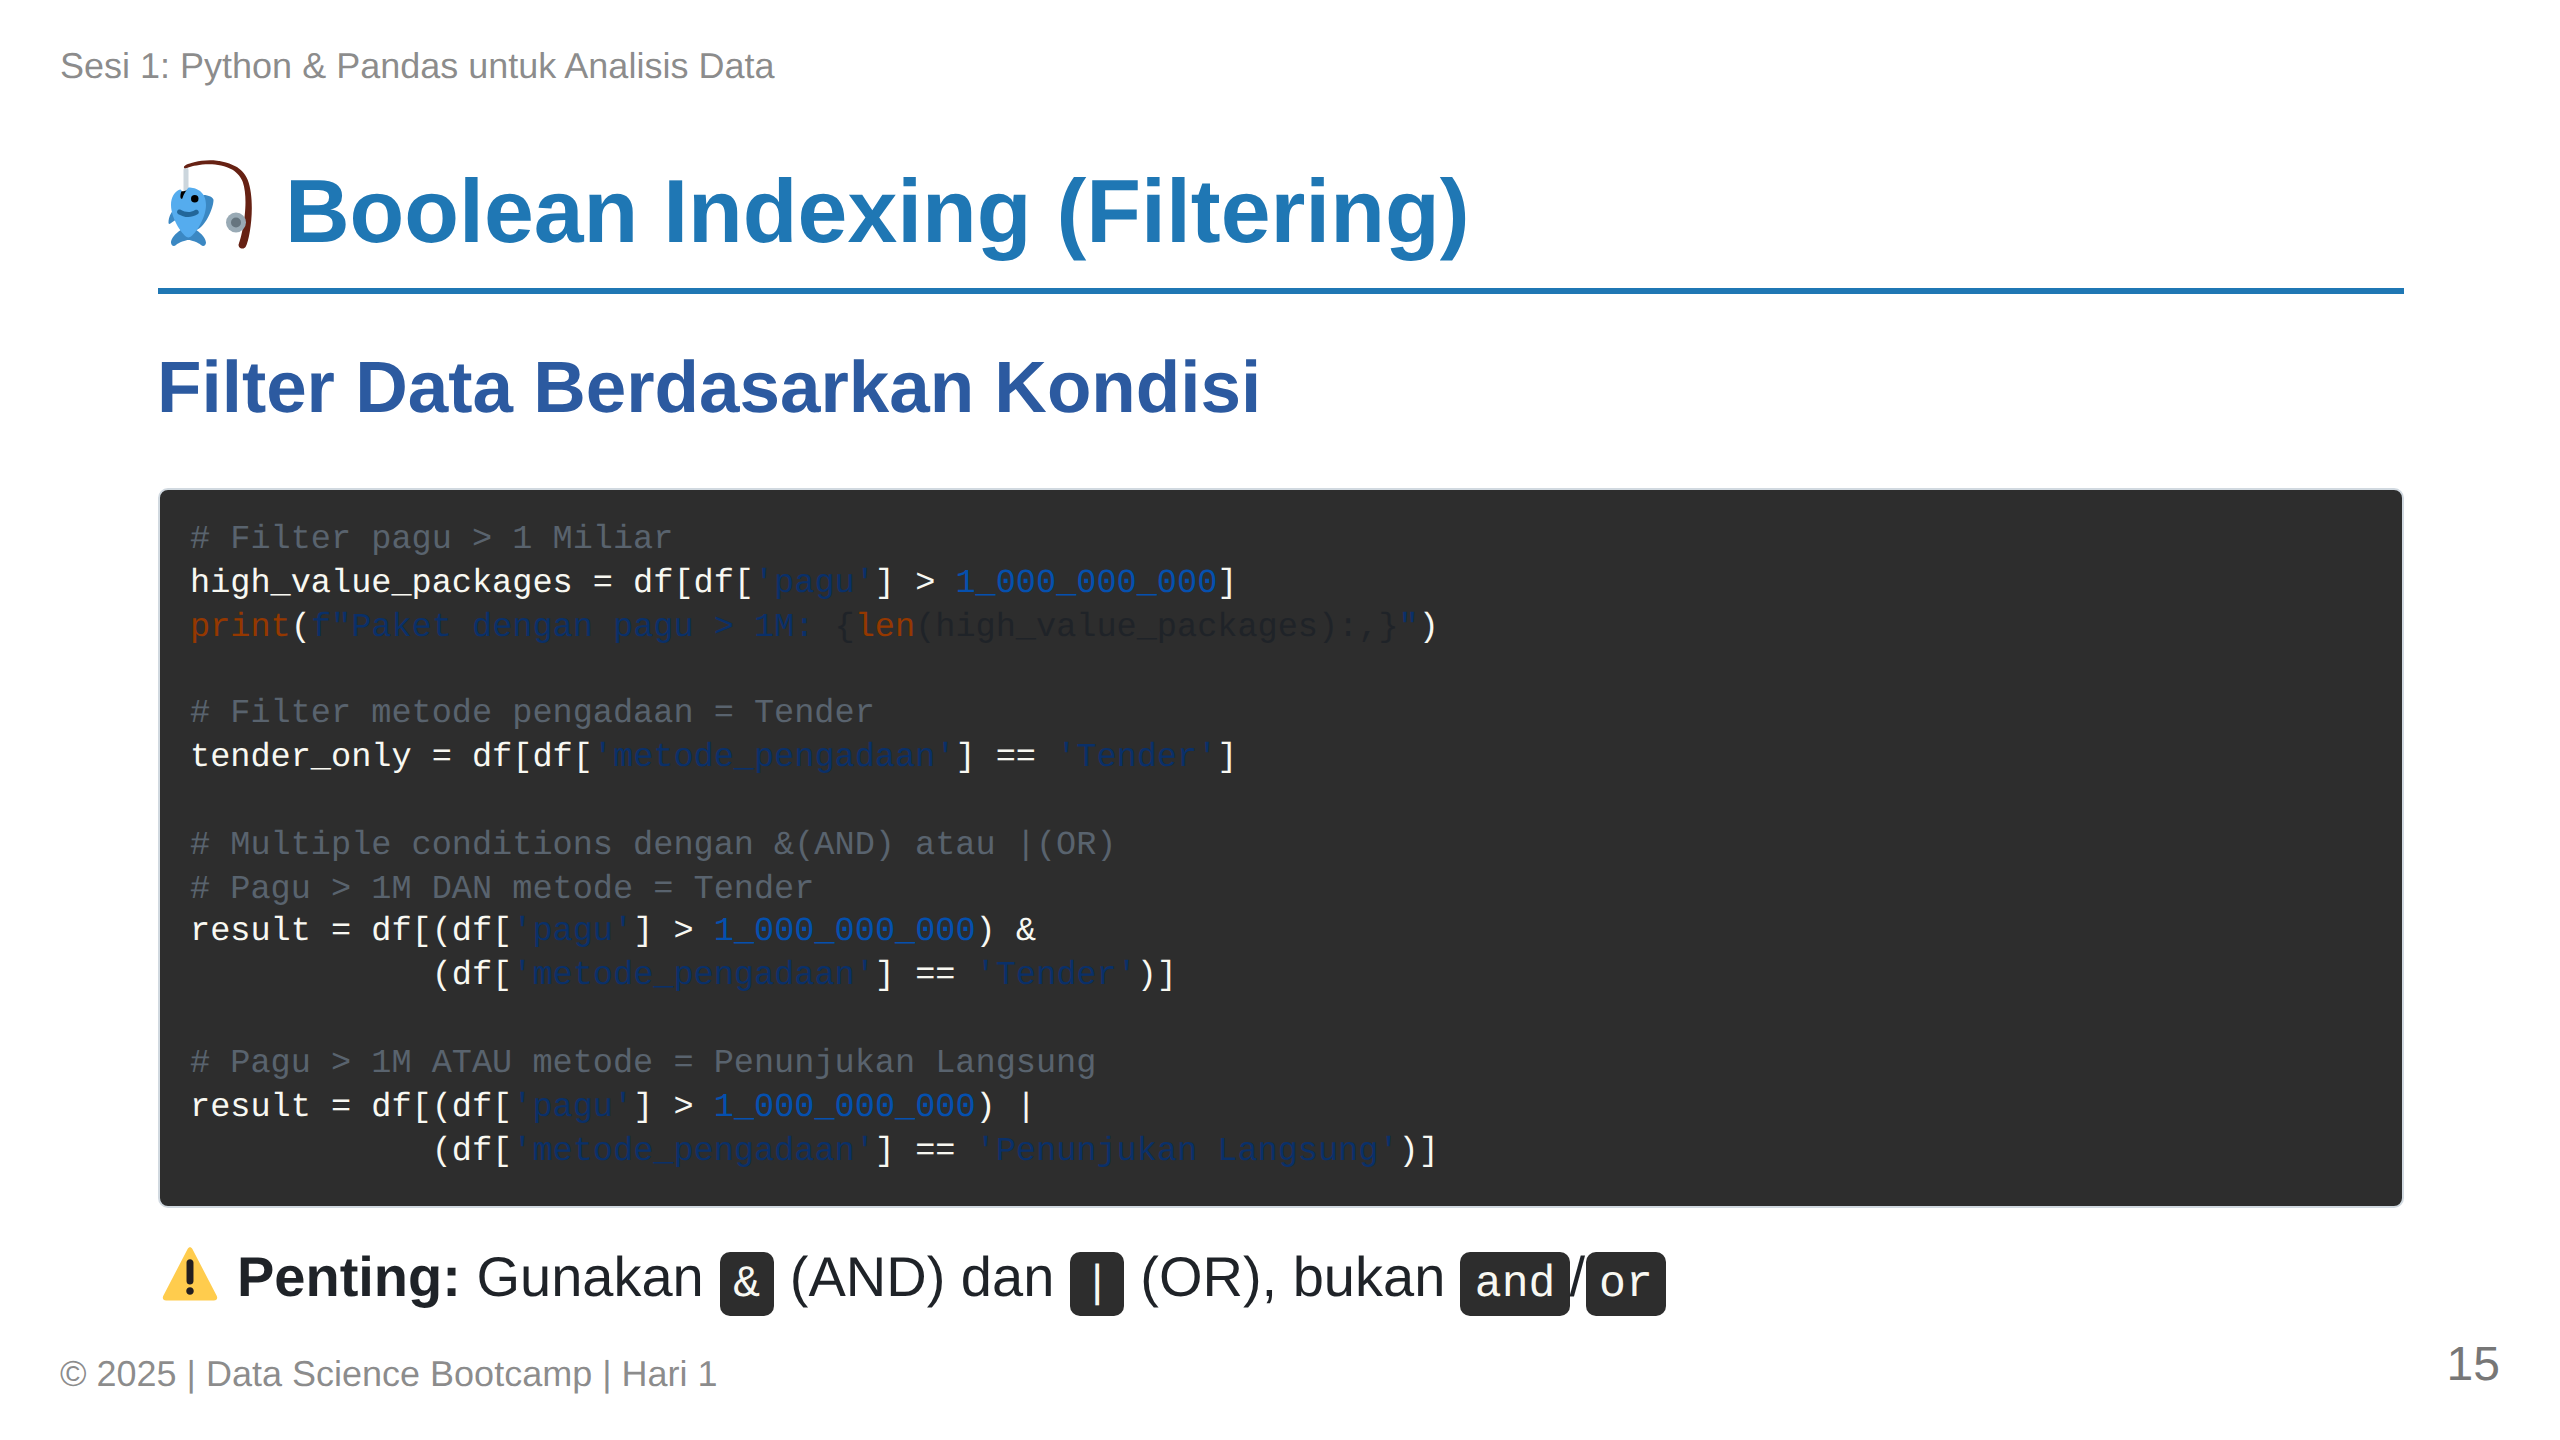 Sesi 1: Python & Pandas untuk Analisis Data
🎣 Boolean Indexing (Filtering)
Filter Data Berdasarkan Kondisi
# Filter pagu > 1 Miliar
high_value_packages = df[df['pagu'] > 1_000_000_000]
print(f"Paket dengan pagu > 1M: {len(high_value_packages):,}")
# Filter metode pengadaan = Tender
tender_only = df[df['metode_pengadaan'] == 'Tender']
# Multiple conditions dengan &(AND) atau |(OR)
# Pagu > 1M DAN metode = Tender
result = df[(df['pagu'] > 1_000_000_000) &
            (df['metode_pengadaan'] == 'Tender')]
# Pagu > 1M ATAU metode = Penunjukan Langsung
result = df[(df['pagu'] > 1_000_000_000) |
            (df['metode_pengadaan'] == 'Penunjukan Langsung')]
⚠️ Penting: Gunakan & (AND) dan | (OR), bukan and/or
© 2025 | Data Science Bootcamp | Hari 1
15